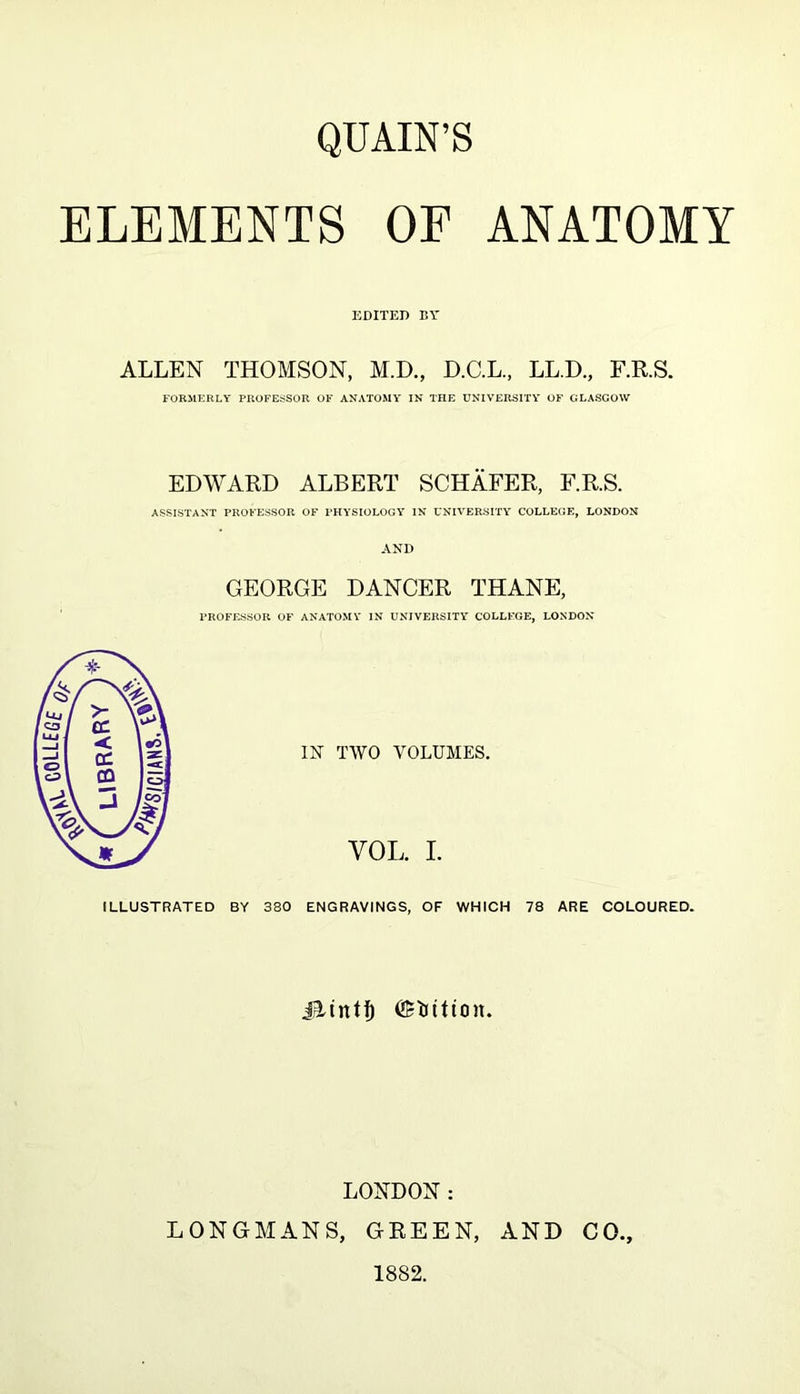 QUAIN'S
ELEMENTS OF ANATOMY
EDITED BY
ALLEN THOMSON, M.D., D.C.L., LL.D., F.R.S.
FORMERLY PROFESSOR OF ANATOMY IN THE UNIVERSITY OF GLASGOW
EDWARD ALBERT SCHÄFER, F.R.S.
ASSISTANT PROFESSOR OF PHYSIOLOGY IN UNIVERSITY COLLEGE, LONDON
AND
GEORGE DANCER THANE,
PROFESSOR OF ANATOMY IN UNIVERSITY COLLEGE, LONDON
ROYAL COLLEGE OF PHYSICIANS. EDINR
LIBRARY
IN TWO VOLUMES.
VOL. I.
ILLUSTRATED BY 380 ENGRAVINGS, OF WHICH 78 ARE COLOURED.
Ninth Edition.
LONDON:
LONGMANS, GREEN, AND CO.,
1882.